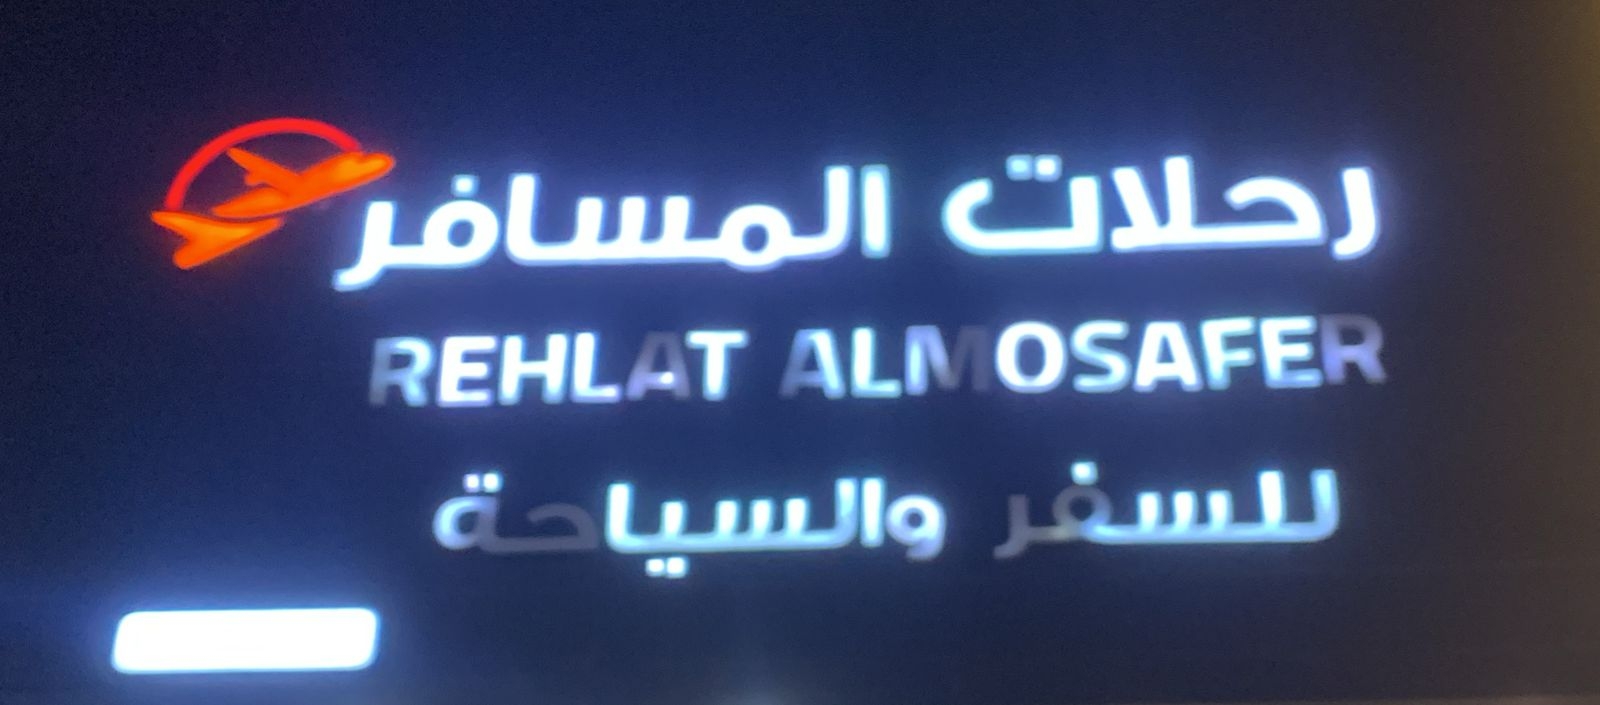 رحلات المسافر
REHLAT ALMOSAFER
للسفر والسياحة